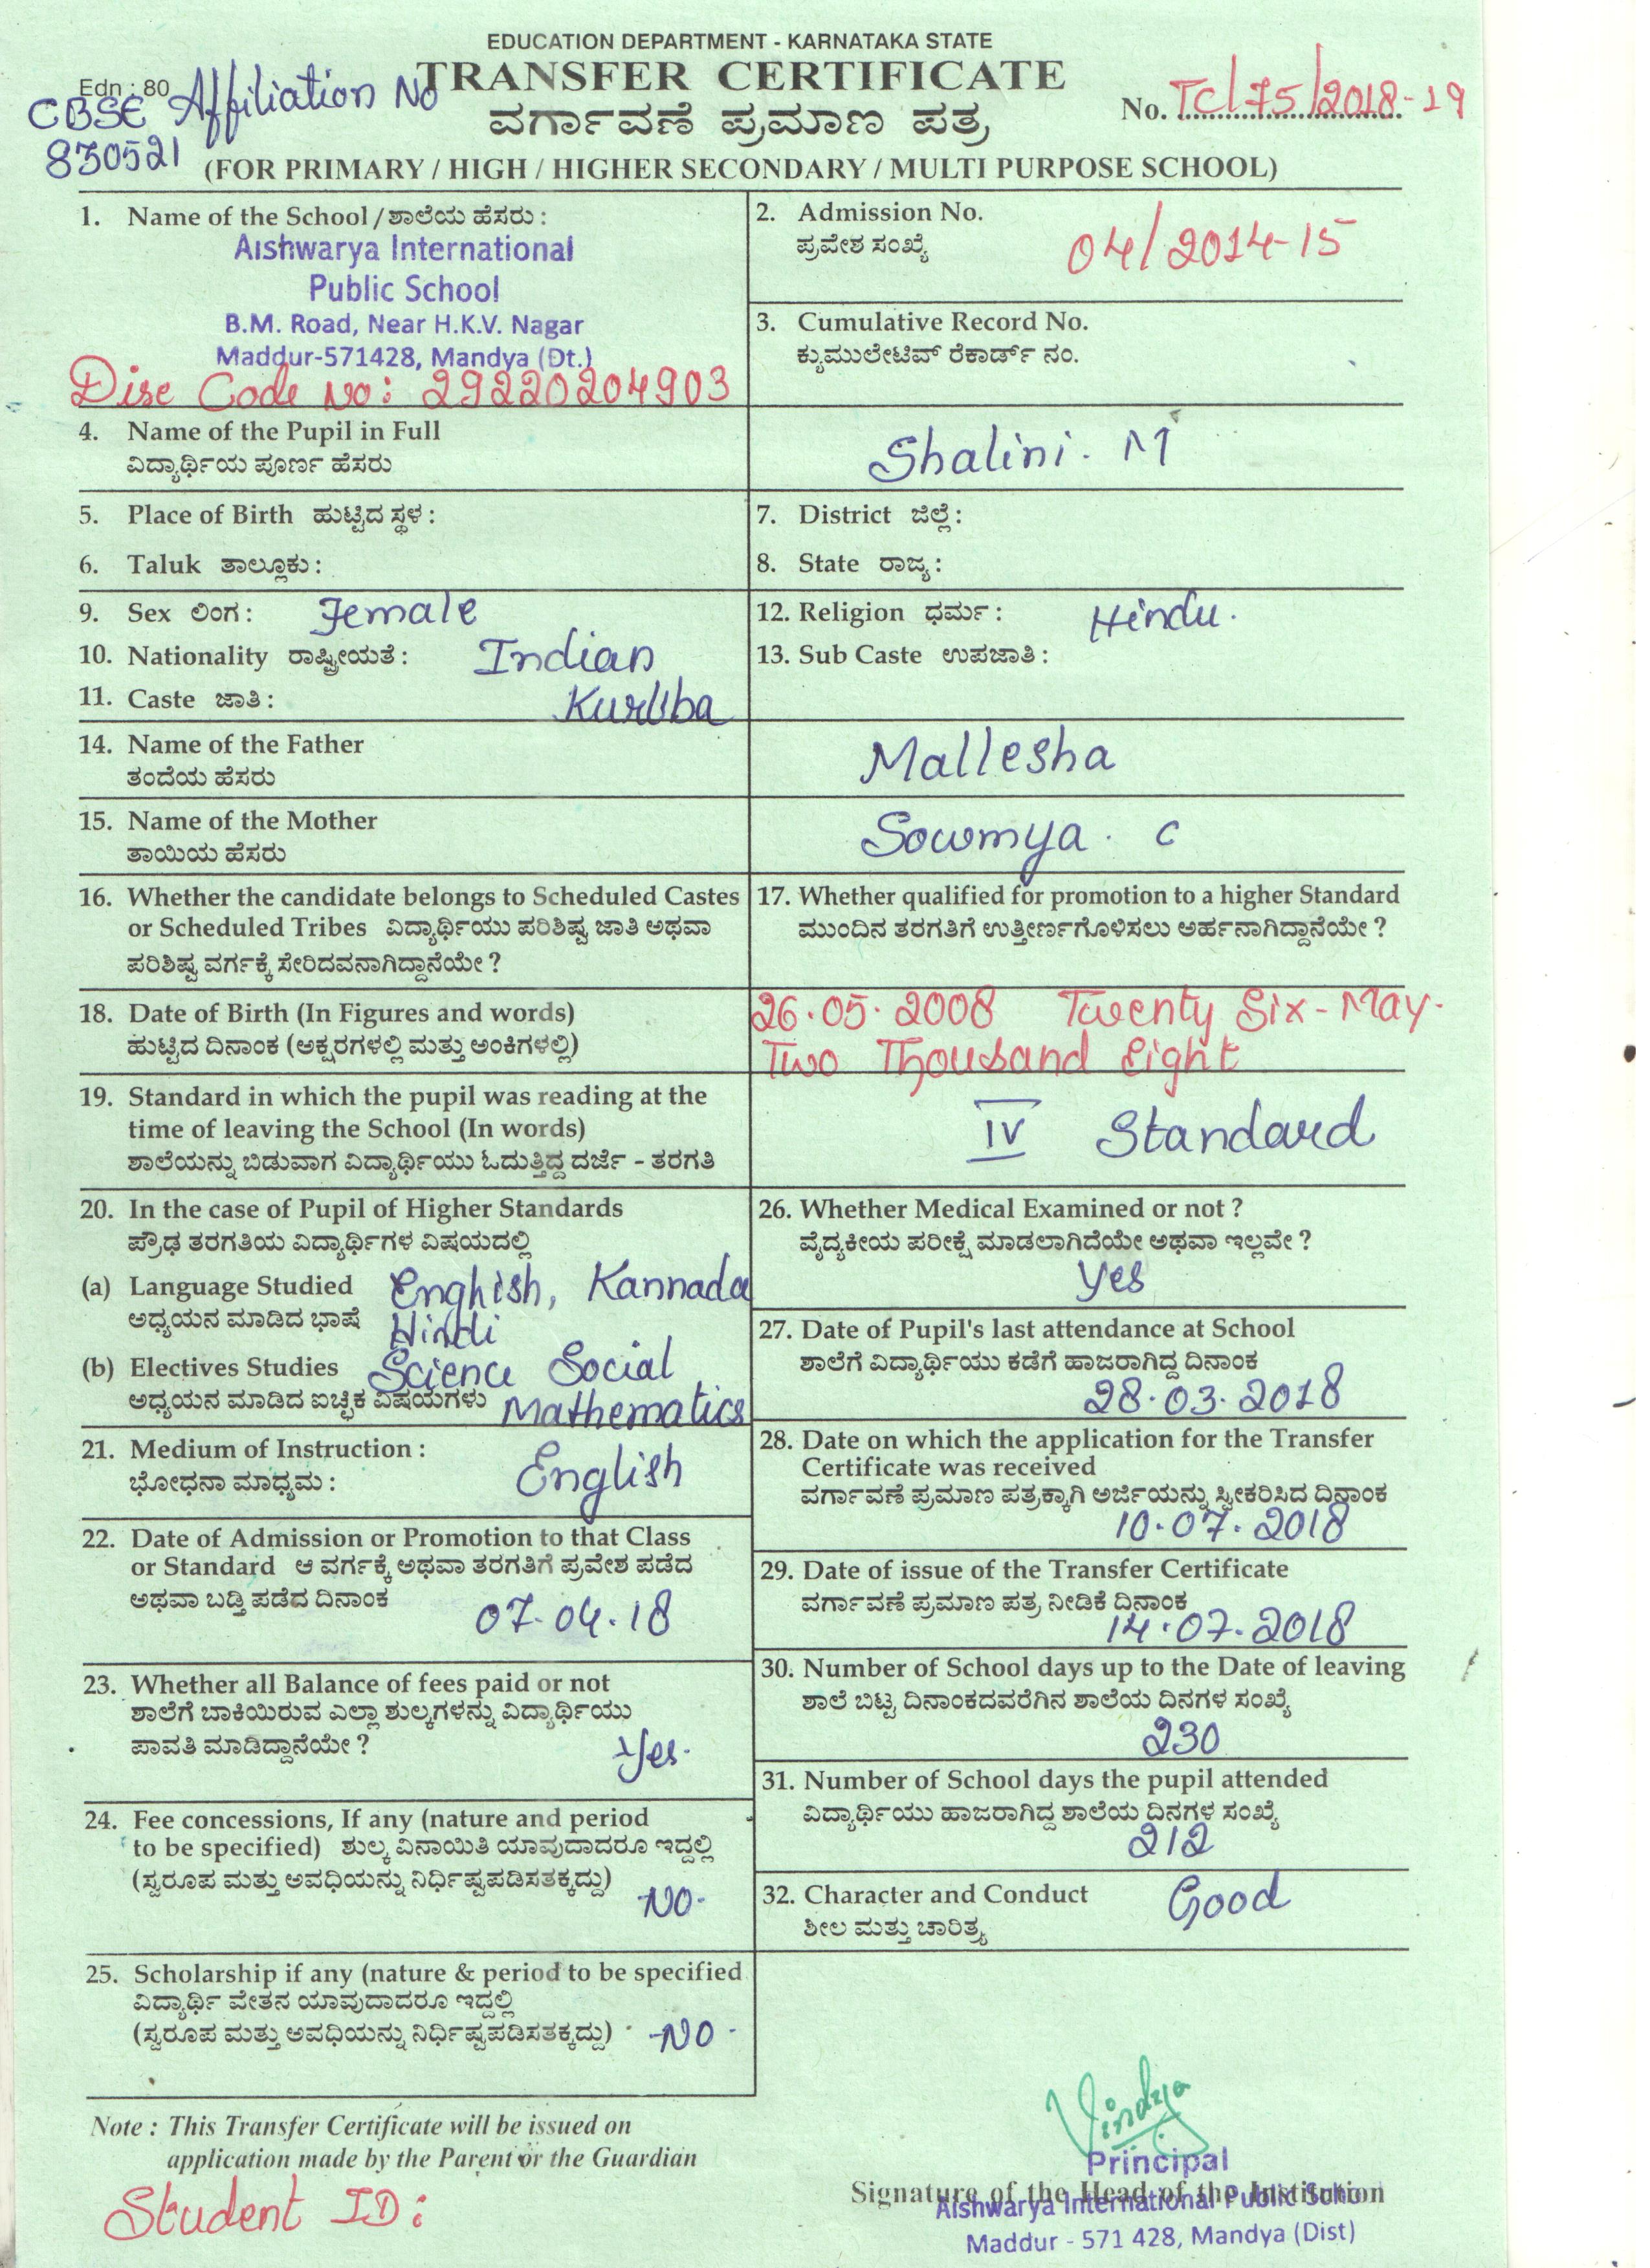 EDUCATION DEPARTMENT - KARNATAKA STATE
Edn : 80
TRANSFER CERTIFICATE
CBSE Affiliation No
830521
ವರ್ಗಾವಣೆ ಪ್ರಮಾಣ ಪತ್ರ
No. TC/75/2018-19
(FOR PRIMARY / HIGH / HIGHER SECONDARY / MULTI PURPOSE SCHOOL)
1. Name of the School / ಶಾಲೆಯ ಹೆಸರು :
Aishwarya International
Public School
B.M. Road, Near H.K.V. Nagar
Maddur-571428, Mandya (Dt.)
Dise Code No: 29220204903
2. Admission No.
ಪ್ರವೇಶ ಸಂಖ್ಯೆ
04/2014-15
3. Cumulative Record No.
ಕ್ಯುಮುಲೇಟಿವ್ ರೆಕಾರ್ಡ್ ನಂ.
4. Name of the Pupil in Full
ವಿದ್ಯಾರ್ಥಿಯ ಪೂರ್ಣ ಹೆಸರು
Shalini. M
5. Place of Birth ಹುಟ್ಟಿದ ಸ್ಥಳ :
7. District ಜಿಲ್ಲೆ :
6. Taluk ತಾಲ್ಲೂಕು :
8. State ರಾಜ್ಯ :
9. Sex ಲಿಂಗ : Female
12. Religion ಧರ್ಮ : Hindu.
10. Nationality ರಾಷ್ಟ್ರೀಯತೆ : Indian
13. Sub Caste ಉಪಜಾತಿ :
11. Caste ಜಾತಿ : Kuruba
14. Name of the Father
ತಂದೆಯ ಹೆಸರು
Mallesha
15. Name of the Mother
ತಾಯಿಯ ಹೆಸರು
Sowmya. C
16. Whether the candidate belongs to Scheduled Castes
or Scheduled Tribes ವಿದ್ಯಾರ್ಥಿಯು ಪರಿಶಿಷ್ಟ ಜಾತಿ ಅಥವಾ
ಪರಿಶಿಷ್ಟ ವರ್ಗಕ್ಕೆ ಸೇರಿದವನಾಗಿದ್ದಾನೆಯೇ ?
17. Whether qualified for promotion to a higher Standard
ಮುಂದಿನ ತರಗತಿಗೆ ಉತ್ತೀರ್ಣಗೊಳಿಸಲು ಅರ್ಹನಾಗಿದ್ದಾನೆಯೇ ?
18. Date of Birth (In Figures and words)
ಹುಟ್ಟಿದ ದಿನಾಂಕ (ಅಕ್ಷರಗಳಲ್ಲಿ ಮತ್ತು ಅಂಕಿಗಳಲ್ಲಿ)
26.05.2008 Twenty Six - May.
Two Thousand Eight
19. Standard in which the pupil was reading at the
time of leaving the School (In words)
ಶಾಲೆಯನ್ನು ಬಿಡುವಾಗ ವಿದ್ಯಾರ್ಥಿಯು ಓದುತ್ತಿದ್ದ ದರ್ಜೆ - ತರಗತಿ
IV Standard
20. In the case of Pupil of Higher Standards
ಪ್ರೌಢ ತರಗತಿಯ ವಿದ್ಯಾರ್ಥಿಗಳ ವಿಷಯದಲ್ಲಿ
(a) Language Studied Enghish, Kannada
ಅಧ್ಯಯನ ಮಾಡಿದ ಭಾಷೆ Hindi
(b) Electives Studies Science Social
ಅಧ್ಯಯನ ಮಾಡಿದ ಐಚ್ಛಿಕ ವಿಷಯಗಳು Mathematics
21. Medium of Instruction :
ಭೋಧನಾ ಮಾಧ್ಯಮ :
English
22. Date of Admission or Promotion to that Class
or Standard ಆ ವರ್ಗಕ್ಕೆ ಅಥವಾ ತರಗತಿಗೆ ಪ್ರವೇಶ ಪಡೆದ
ಅಥವಾ ಬಡ್ತಿ ಪಡೆದ ದಿನಾಂಕ
07.04.18
23. Whether all Balance of fees paid or not
ಶಾಲೆಗೆ ಬಾಕಿಯಿರುವ ಎಲ್ಲಾ ಶುಲ್ಕಗಳನ್ನು ವಿದ್ಯಾರ್ಥಿಯು
ಪಾವತಿ ಮಾಡಿದ್ದಾನೆಯೇ ?
Yes.
24. Fee concessions, If any (nature and period
to be specified) ಶುಲ್ಕ ವಿನಾಯಿತಿ ಯಾವುದಾದರೂ ಇದ್ದಲ್ಲಿ
(ಸ್ವರೂಪ ಮತ್ತು ಅವಧಿಯನ್ನು ನಿರ್ಧಿಷ್ಟಪಡಿಸತಕ್ಕದ್ದು)
-NO-
25. Scholarship if any (nature & period to be specified
ವಿದ್ಯಾರ್ಥಿ ವೇತನ ಯಾವುದಾದರೂ ಇದ್ದಲ್ಲಿ
(ಸ್ವರೂಪ ಮತ್ತು ಅವಧಿಯನ್ನು ನಿರ್ಧಿಷ್ಟಪಡಿಸತಕ್ಕದ್ದು) -NO-
26. Whether Medical Examined or not ?
ವೈದ್ಯಕೀಯ ಪರೀಕ್ಷೆ ಮಾಡಲಾಗಿದೆಯೇ ಅಥವಾ ಇಲ್ಲವೇ ?
Yes
27. Date of Pupil's last attendance at School
ಶಾಲೆಗೆ ವಿದ್ಯಾರ್ಥಿಯು ಕಡೆಗೆ ಹಾಜರಾಗಿದ್ದ ದಿನಾಂಕ
28.03.2018
28. Date on which the application for the Transfer
Certificate was received
ವರ್ಗಾವಣೆ ಪ್ರಮಾಣ ಪತ್ರಕ್ಕಾಗಿ ಅರ್ಜಿಯನ್ನು ಸ್ವೀಕರಿಸಿದ ದಿನಾಂಕ
10.07.2018
29. Date of issue of the Transfer Certificate
ವರ್ಗಾವಣೆ ಪ್ರಮಾಣ ಪತ್ರ ನೀಡಿಕೆ ದಿನಾಂಕ
14.07.2018
30. Number of School days up to the Date of leaving
ಶಾಲೆ ಬಿಟ್ಟ ದಿನಾಂಕದವರೆಗಿನ ಶಾಲೆಯ ದಿನಗಳ ಸಂಖ್ಯೆ
230
31. Number of School days the pupil attended
ವಿದ್ಯಾರ್ಥಿಯು ಹಾಜರಾಗಿದ್ದ ಶಾಲೆಯ ದಿನಗಳ ಸಂಖ್ಯೆ
212
32. Character and Conduct
ಶೀಲ ಮತ್ತು ಚಾರಿತ್ರ್ಯ
Good
Note : This Transfer Certificate will be issued on
application made by the Parent or the Guardian
Student ID:
Vindya
Principal
Signature of the Head of the Institution
Aishwarya International Public Scho
Maddur - 571 428, Mandya (Dist)